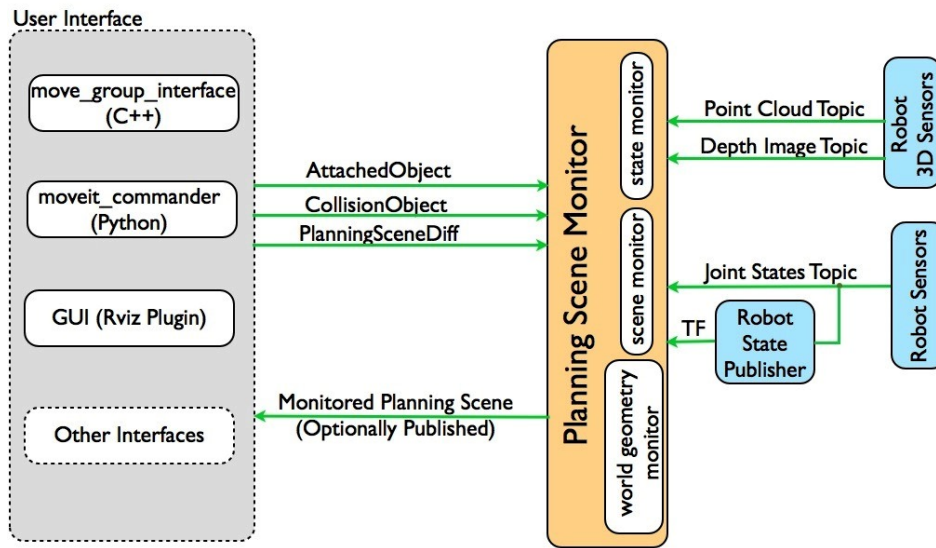 User Interface
move_group_interface
(C++)
moveit_commander
(Python)
GUI (Rviz Plugin)
Other Interfaces
AttachedObject
CollisionObject
PlanningSceneDiff
Monitored Planning Scene
(Optionally Published)
Planning Scene Monitor
state monitor
scene monitor
world geometry
monitor
Point Cloud Topic
Depth Image Topic
Joint States Topic
TF
Robot
State
Publisher
Robot
3D Sensors
Robot Sensors